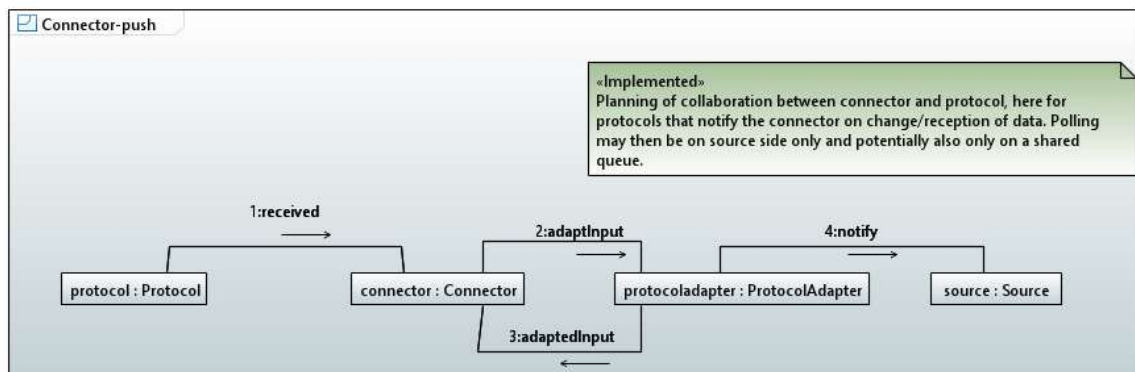 Connector-push
«Implemented»
Planning of collaboration between connector and protocol, here for
protocols that notify the connector on change/reception of data. Polling
may then be on source side only and potentially also only on a shared
queue.
1:received
2:adaptInput
4:notify
protocol : Protocol
connector : Connector
protocoladapter : ProtocolAdapter
source : Source
3:adaptedInput